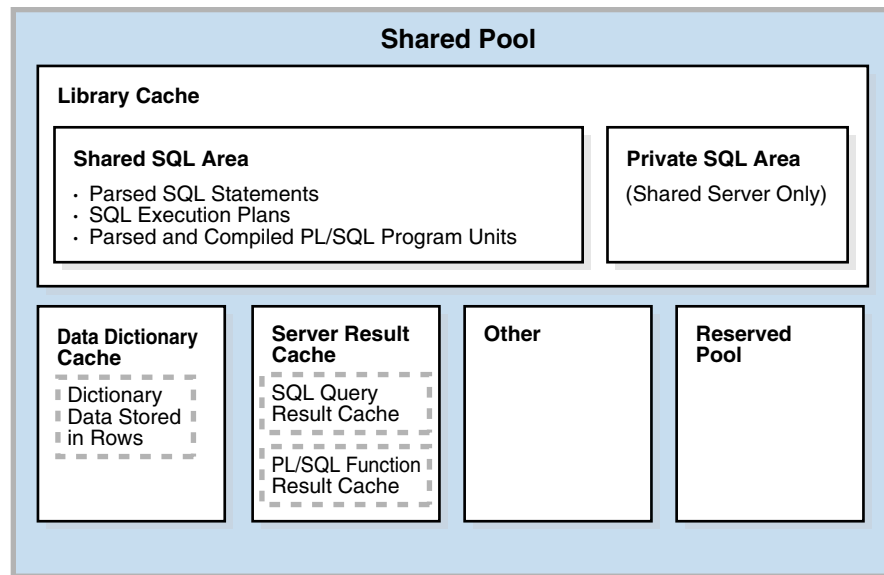 Shared Pool
Library Cache
Shared SQL Area
· Parsed SQL Statements
· SQL Execution Plans
· Parsed and Compiled PL/SQL Program Units
Private SQL Area
(Shared Server Only)
Data Dictionary
Cache
Dictionary
Data Stored
in Rows
Server Result
Cache
SQL Query
Result Cache
PL/SQL Function
Result Cache
Other
Reserved
Pool